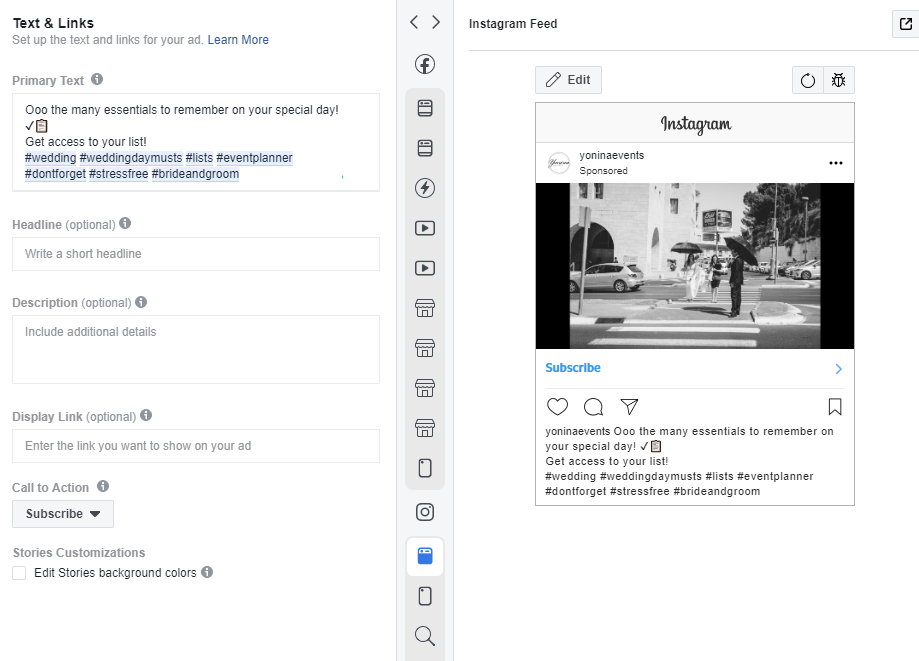 Text & Links
Set up the text and links for your ad. Learn More
Primary Text
Ooo the many essentials to remember on your special day!
✓📋
Get access to your list!
#wedding #weddingdaymusts #lists #eventplanner
#dontforget #stressfree #brideandgroom
Headline (optional)
Write a short headline
Description (optional)
Include additional details
Display Link (optional)
Enter the link you want to show on your ad
Call to Action
Subscribe
Stories Customizations
Edit Stories background colors
Instagram Feed
Edit
Instagram
yoninaevents
Sponsored
Subscribe
yoninaevents Ooo the many essentials to remember on
your special day! ✓📋
Get access to your list!
#wedding #weddingdaymusts #lists #eventplanner
#dontforget #stressfree #brideandgroom